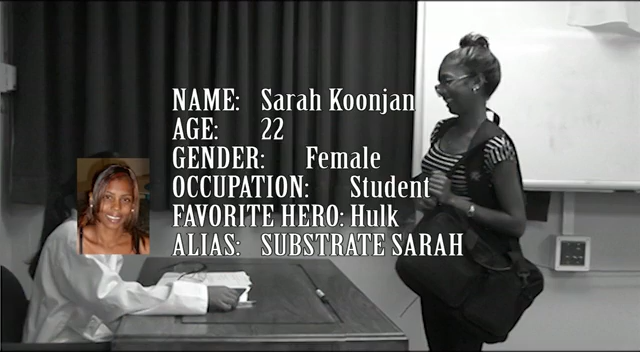 NAME: Sarah Koonjan
AGE: 22
GENDER: Female
OCCUPATION: Student
FAVORITE HERO: Hulk
ALIAS: SUBSTRATE SARAH